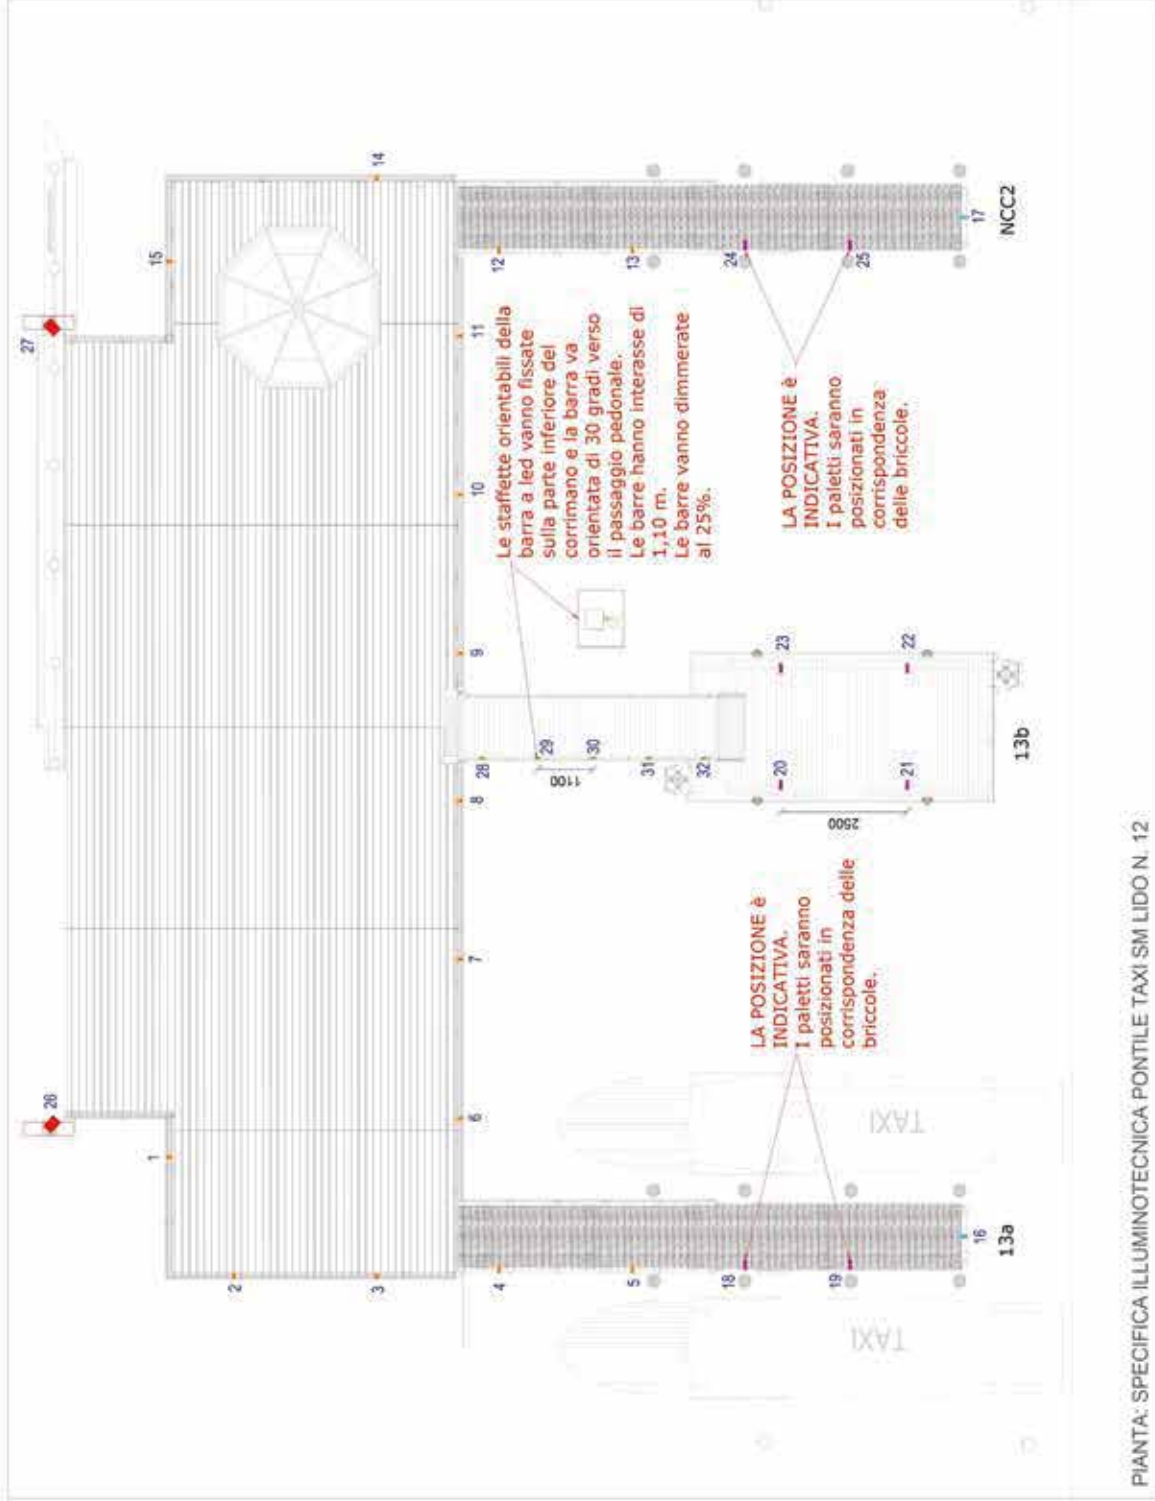 27
15
14
26
1
2
3
6
7
8
9
10
11
12
13
24
25
17
NCC2
Le staffette orientabili della
barra a led vanno fissate
sulla parte inferiore del
corrimano e la barra va
orientata di 30 gradi verso
il passaggio pedonale.
Le barre hanno interasse di
1,10 m.
Le barre vanno dimmerate
al 25%.
LA POSIZIONE è
INDICATIVA.
I paletti saranno
posizionati in
corrispondenza
delle briccole.
28
29
30
31
32
1100
23
22
20
21
2500
13b
LA POSIZIONE è
INDICATIVA.
I paletti saranno
posizionati in
corrispondenza delle
briccole.
TAXI
TAXI
4
5
18
19
16
13a
PIANTA: SPECIFICA ILLUMINOTECNICA PONTILE TAXI SM LIDO N. 12